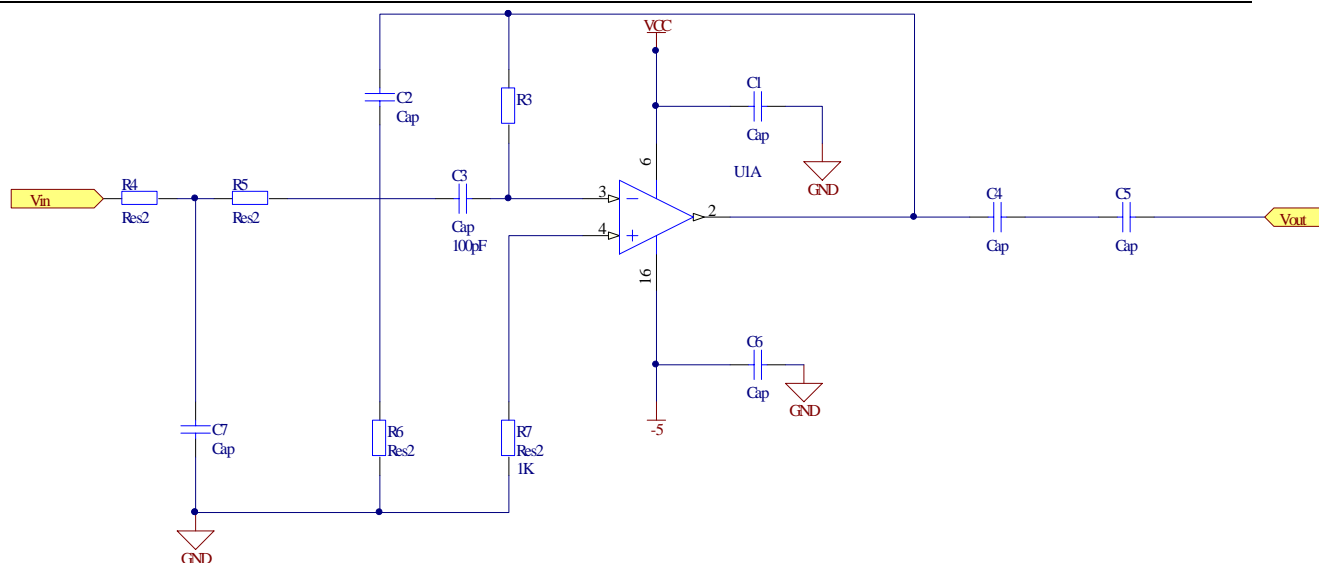 VCC
C1
Cap
GND
C2
Cap
R3
6
U1A
R4
Res2
R5
Res2
C3
Cap
100pF
3
4
2
16
Vin
C4
Cap
C5
Cap
Vout
C6
Cap
GND
-5
C7
Cap
R6
Res2
R7
Res2
1K
GND